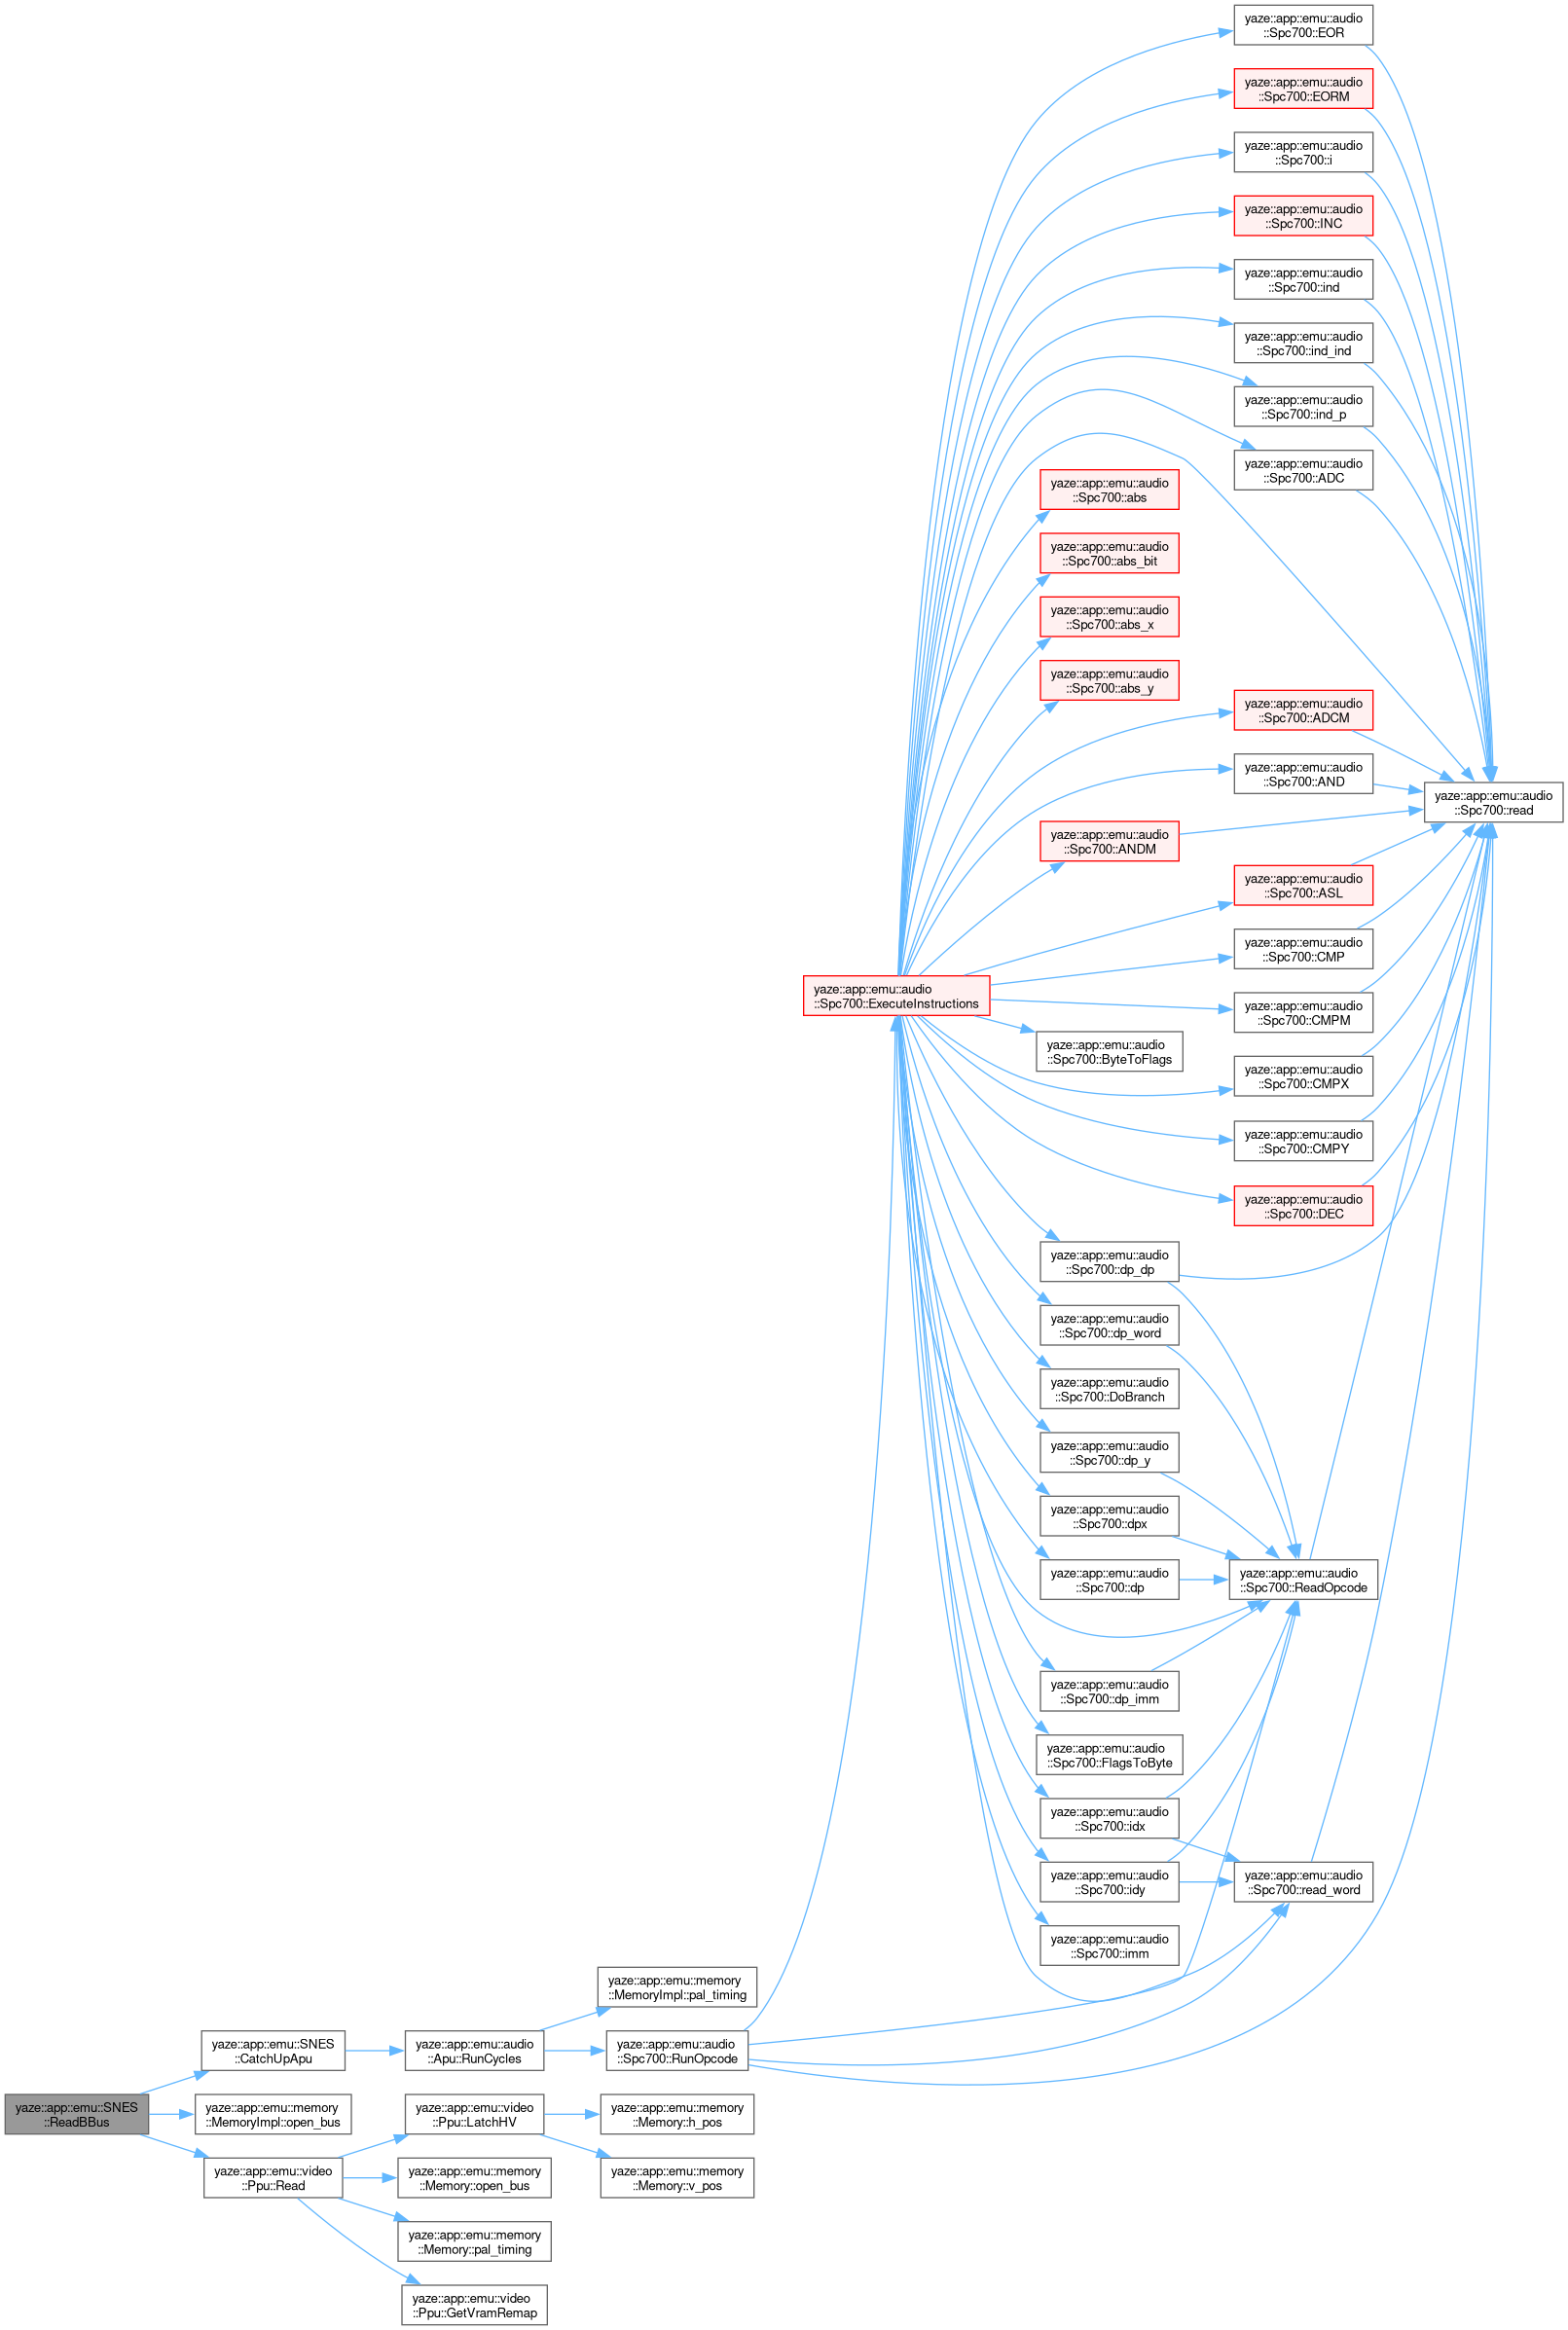 yaze::app::emu::audio
::Spc700::EOR
yaze::app::emu::audio
::Spc700::EORM
yaze::app::emu::audio
::Spc700::i
yaze::app::emu::audio
::Spc700::INC
yaze::app::emu::audio
::Spc700::ind
yaze::app::emu::audio
::Spc700::ind_ind
yaze::app::emu::audio
::Spc700::ind_p
yaze::app::emu::audio
::Spc700::ADC
yaze::app::emu::audio
::Spc700::abs
yaze::app::emu::audio
::Spc700::abs_bit
yaze::app::emu::audio
::Spc700::abs_x
yaze::app::emu::audio
::Spc700::abs_y
yaze::app::emu::audio
::Spc700::ADCM
yaze::app::emu::audio
::Spc700::AND
yaze::app::emu::audio
::Spc700::read
yaze::app::emu::audio
::Spc700::ANDM
yaze::app::emu::audio
::Spc700::ASL
yaze::app::emu::audio
::Spc700::CMP
yaze::app::emu::audio
::Spc700::ExecuteInstructions
yaze::app::emu::audio
::Spc700::CMPM
yaze::app::emu::audio
::Spc700::ByteToFlags
yaze::app::emu::audio
::Spc700::CMPX
yaze::app::emu::audio
::Spc700::CMPY
yaze::app::emu::audio
::Spc700::DEC
yaze::app::emu::audio
::Spc700::dp_dp
yaze::app::emu::audio
::Spc700::dp_word
yaze::app::emu::audio
::Spc700::DoBranch
yaze::app::emu::audio
::Spc700::dp_y
yaze::app::emu::audio
::Spc700::dpx
yaze::app::emu::audio
::Spc700::dp
yaze::app::emu::audio
::Spc700::ReadOpcode
yaze::app::emu::audio
::Spc700::dp_imm
yaze::app::emu::audio
::Spc700::FlagsToByte
yaze::app::emu::audio
::Spc700::idx
yaze::app::emu::audio
::Spc700::idy
yaze::app::emu::audio
::Spc700::read_word
yaze::app::emu::audio
::Spc700::imm
yaze::app::emu::memory
::MemoryImpl::pal_timing
yaze::app::emu::SNES
::CatchUpApu
yaze::app::emu::audio
::Apu::RunCycles
yaze::app::emu::audio
::Spc700::RunOpcode
yaze::app::emu::SNES
::ReadBBus
yaze::app::emu::memory
::MemoryImpl::open_bus
yaze::app::emu::video
::Ppu::LatchHV
yaze::app::emu::memory
::Memory::h_pos
yaze::app::emu::video
::Ppu::Read
yaze::app::emu::memory
::Memory::open_bus
yaze::app::emu::memory
::Memory::v_pos
yaze::app::emu::memory
::Memory::pal_timing
yaze::app::emu::video
::Ppu::GetVramRemap